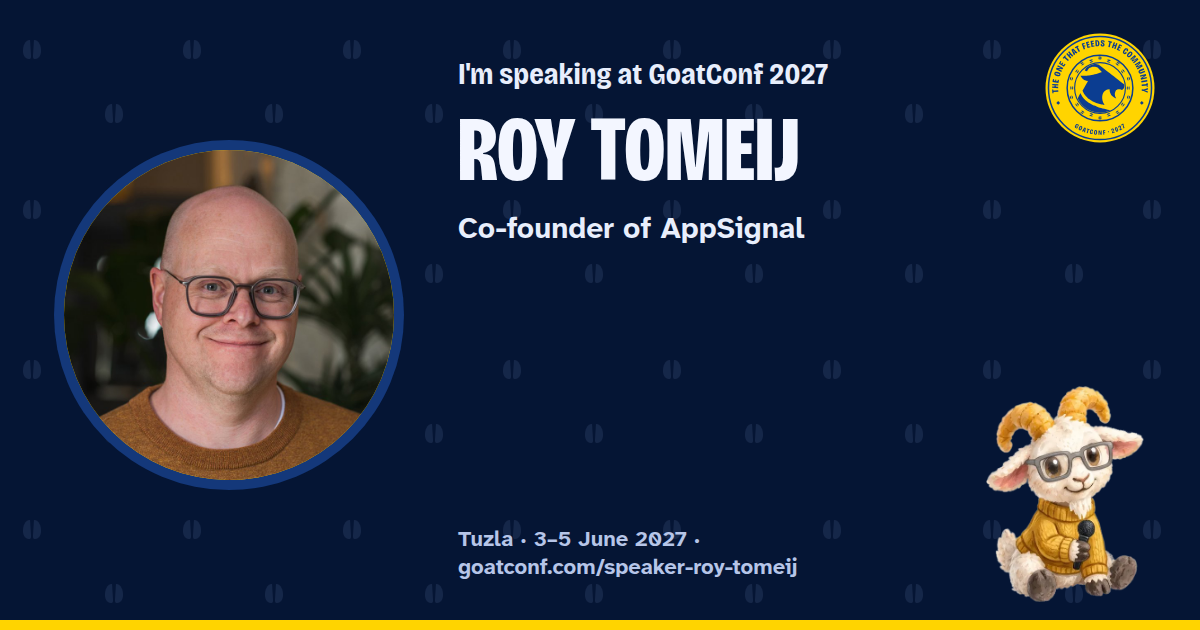 I'm speaking at GoatConf 2027
ROY TOMEIJ
Co-founder of AppSignal
Tuzla · 3–5 June 2027 ·
goatconf.com/speaker-roy-tomeij
THE ONE THAT FEEDS THE COMMUNITY
GOATCONF · 2027